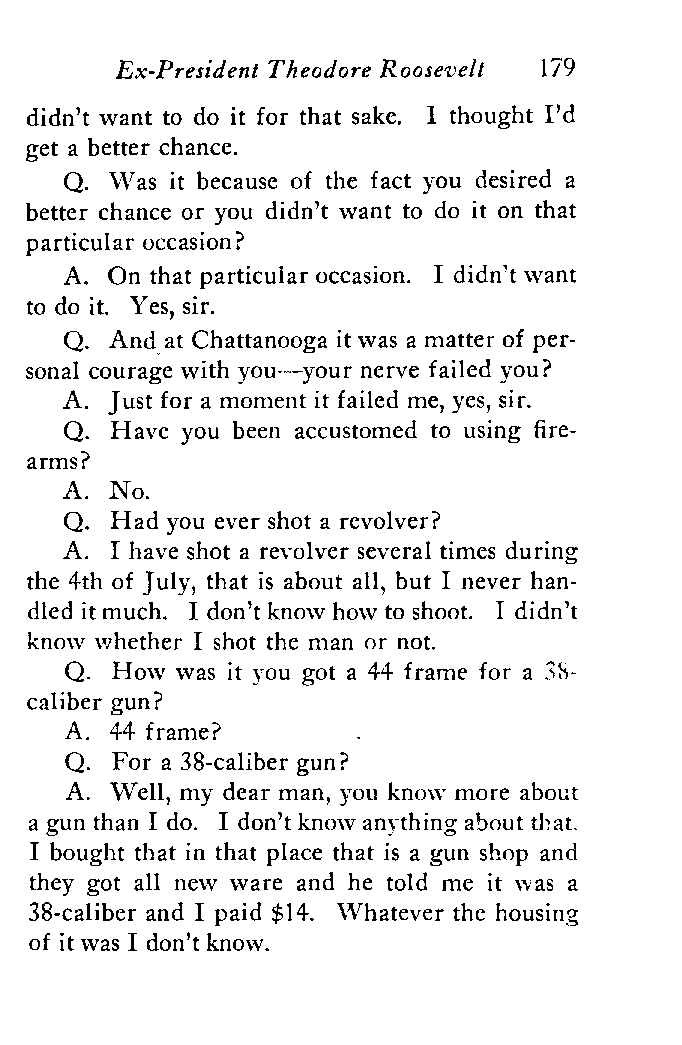 Ex-President Theodore Roosevelt 179
didn't want to do it for that sake. I thought I'd
get a better chance.
Q. Was it because of the fact you desired a
better chance or you didn't want to do it on that
particular occasion?
A. On that particular occasion. I didn't want
to do it. Yes, sir.
Q. And at Chattanooga it was a matter of per-
sonal courage with you—your nerve failed you?
A. Just for a moment it failed me, yes, sir.
Q. Have you been accustomed to using fire-
arms?
A. No.
Q. Had you ever shot a revolver?
A. I have shot a revolver several times during
the 4th of July, that is about all, but I never han-
dled it much. I don't know how to shoot. I didn't
know whether I shot the man or not.
Q. How was it you got a 44 frame for a 38-
caliber gun?
A. 44 frame?
Q. For a 38-caliber gun?
A. Well, my dear man, you know more about
a gun than I do. I don't know anything about that.
I bought that in that place that is a gun shop and
they got all new ware and he told me it was a
38-caliber and I paid $14. Whatever the housing
of it was I don't know.